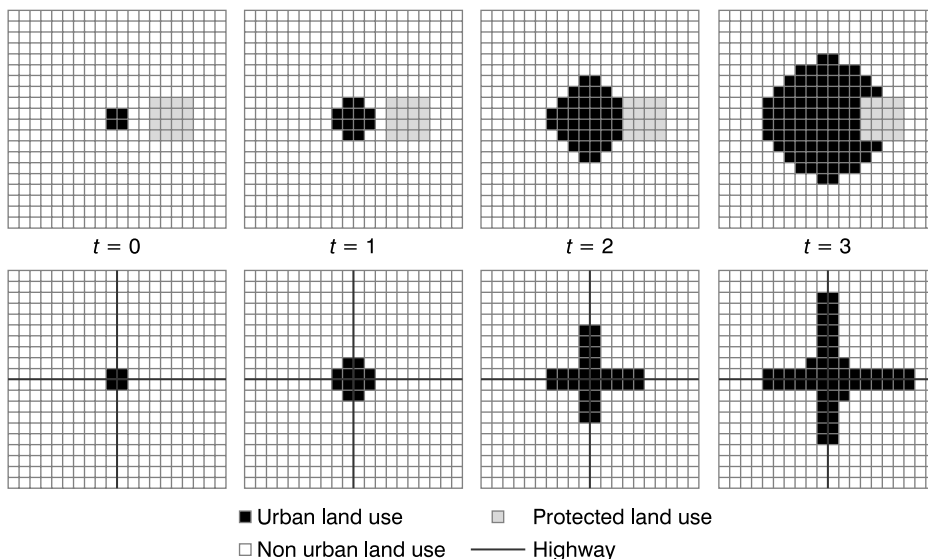 t = 0
t = 1
t = 2
t = 3
Urban land use
Protected land use
Non urban land use
Highway